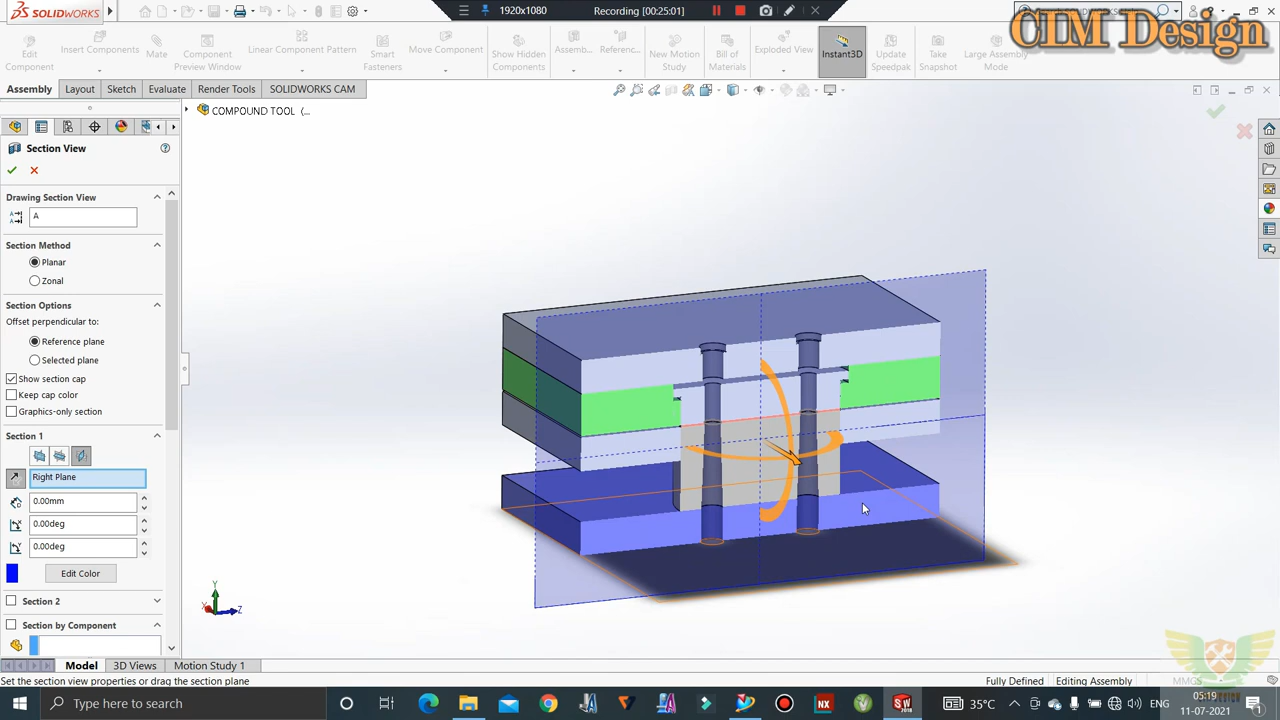 SOLIDWORKS
1920x1080
Recording [00:25:01]
CIM Design
Edit Component
Insert Components
Mate
Component Preview Window
Linear Component Pattern
Smart Fasteners
Move Component
Show Hidden Components
Assemb...
Referenc...
New Motion Study
Bill of Materials
Exploded View
Instant3D
Update Speedpak
Take Snapshot
Large Assembly Mode
Assembly
Layout
Sketch
Evaluate
Render Tools
SOLIDWORKS CAM
COMPOUND TOOL (...
Section View
Drawing Section View
A
Section Method
Planar
Zonal
Section Options
Offset perpendicular to:
Reference plane
Selected plane
Show section cap
Keep cap color
Graphics-only section
Section 1
Right Plane
0.00mm
0.00deg
0.00deg
Edit Color
Section 2
Section by Component
Y
X
Z
Model
3D Views
Motion Study 1
Set the section view properties or drag the section plane
Fully Defined
Editing Assembly
MMGS
Type here to search
NX
SW
2018
35°C
ENG
05:19
11-07-2021